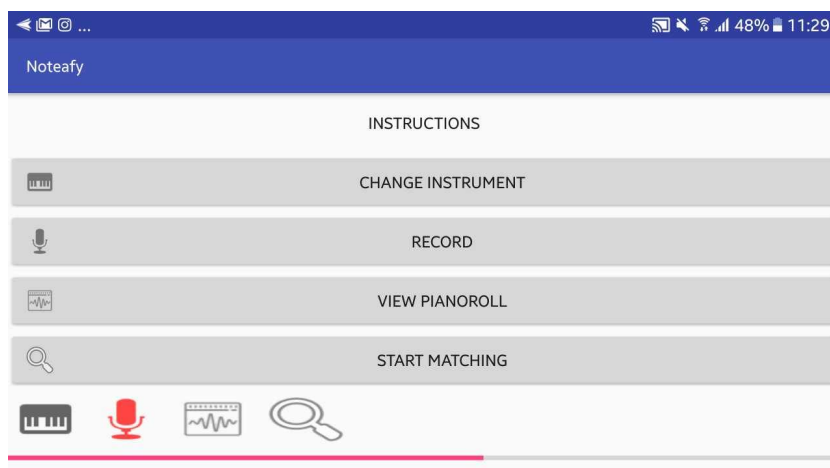 ... 48% 11:29
Noteafy
INSTRUCTIONS
CHANGE INSTRUMENT
RECORD
VIEW PIANOROLL
START MATCHING